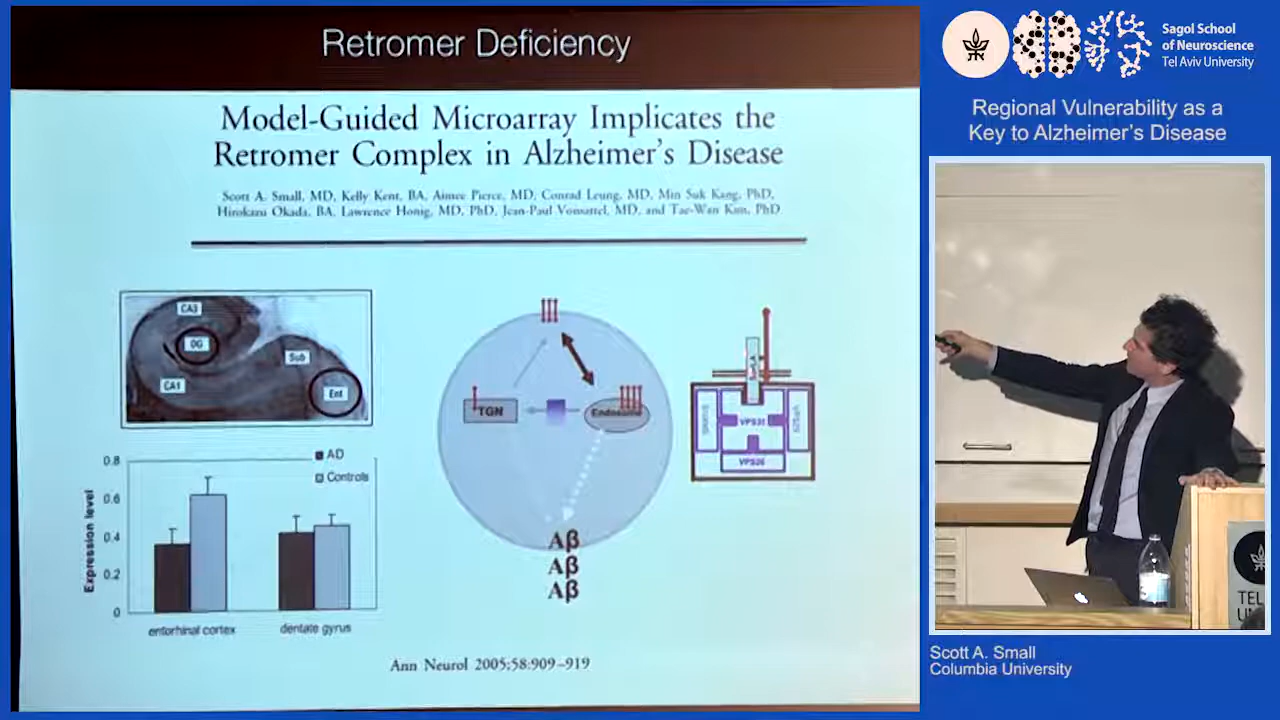 Retromer Deficiency
Model-Guided Microarray Implicates the
Retromer Complex in Alzheimer's Disease
Scott A. Small, MD, Kelly Kent, BA, Aimee Pierce, MD, Conrad Leung, MD, Min Suk Kang, PhD,
Hirokazu Okada, BA, Lawrence Honig, MD, PhD, Jean-Paul Vonsattel, MD, and Tae-Wan Kim, PhD
CA3
DG
Sub
CA1
Ent
TGN
Endosome
VPS35
VPS26
Aβ
Aβ
Aβ
AD
Controls
Expression level
0.8
0.6
0.4
0.2
0
entorhinal cortex
dentate gyrus
Ann Neurol 2005;58:909–919
Sagol School
of Neuroscience
Tel Aviv University
Regional Vulnerability as a
Key to Alzheimer's Disease
TEL
Scott A. Small
Columbia University